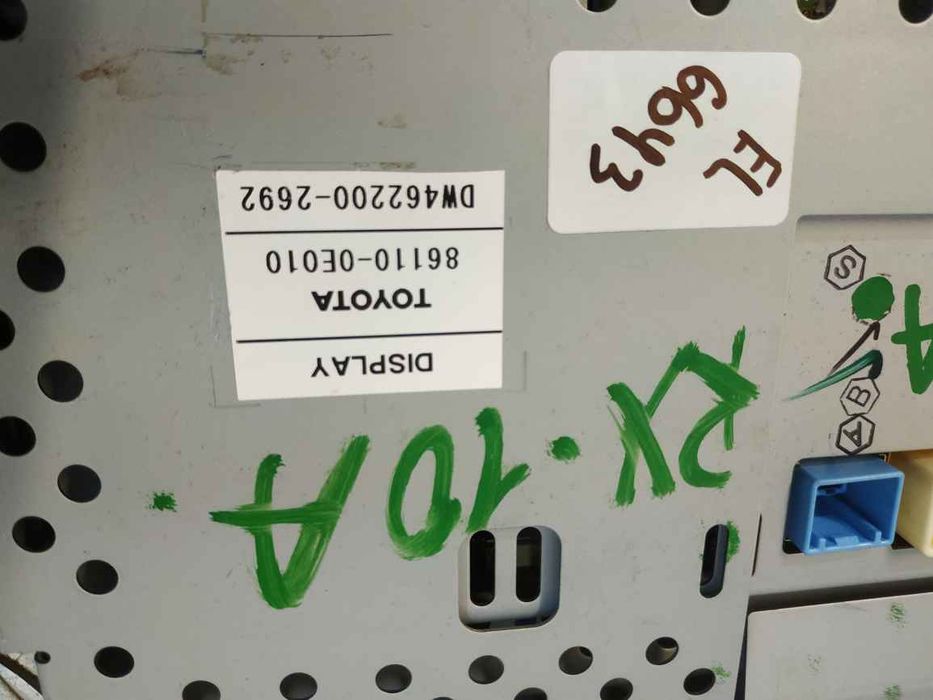 DISPLAY
TOYOTA
86110-0E010
DW462200-2692
EL
6643
RX-10A
S
B
A
A